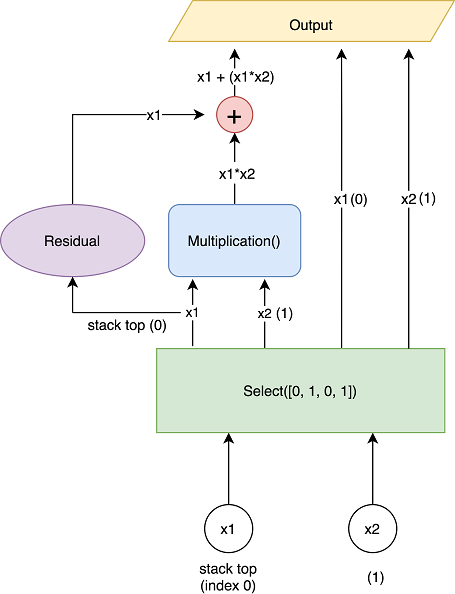 Output
x1 + (x1*x2)
x1
+
x1*x2
x1(0)
x2 (1)
Residual
Multiplication()
x1
x2 (1)
stack top (0)
Select([0, 1, 0, 1])
x1
x2
stack top
(index 0)
(1)